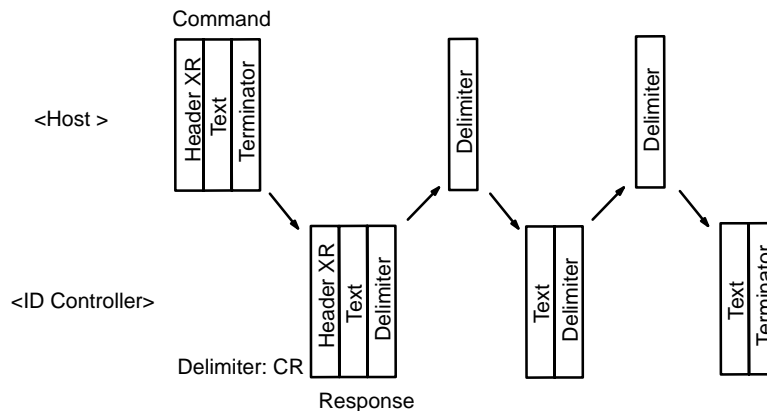 Command
<Host >
Header XR
Text
Terminator
Delimiter
Delimiter
<ID Controller>
Header XR
Text
Delimiter
Text
Delimiter
Text
Terminator
Delimiter: CR
Response